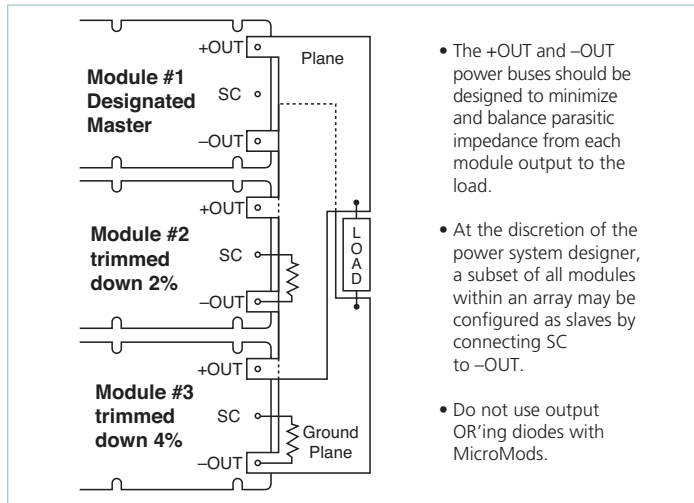 +OUT
Plane
Module #1
Designated
Master
SC
–OUT
+OUT
Module #2
trimmed
down 2%
SC
–OUT
L
O
A
D
+OUT
Module #3
trimmed
down 4%
SC
Ground
Plane
–OUT
• The +OUT and –OUT
power buses should be
designed to minimize
and balance parasitic
impedance from each
module output to the
load.
• At the discretion of the
power system designer,
a subset of all modules
within an array may be
configured as slaves by
connecting SC
to –OUT.
• Do not use output
OR'ing diodes with
MicroMods.